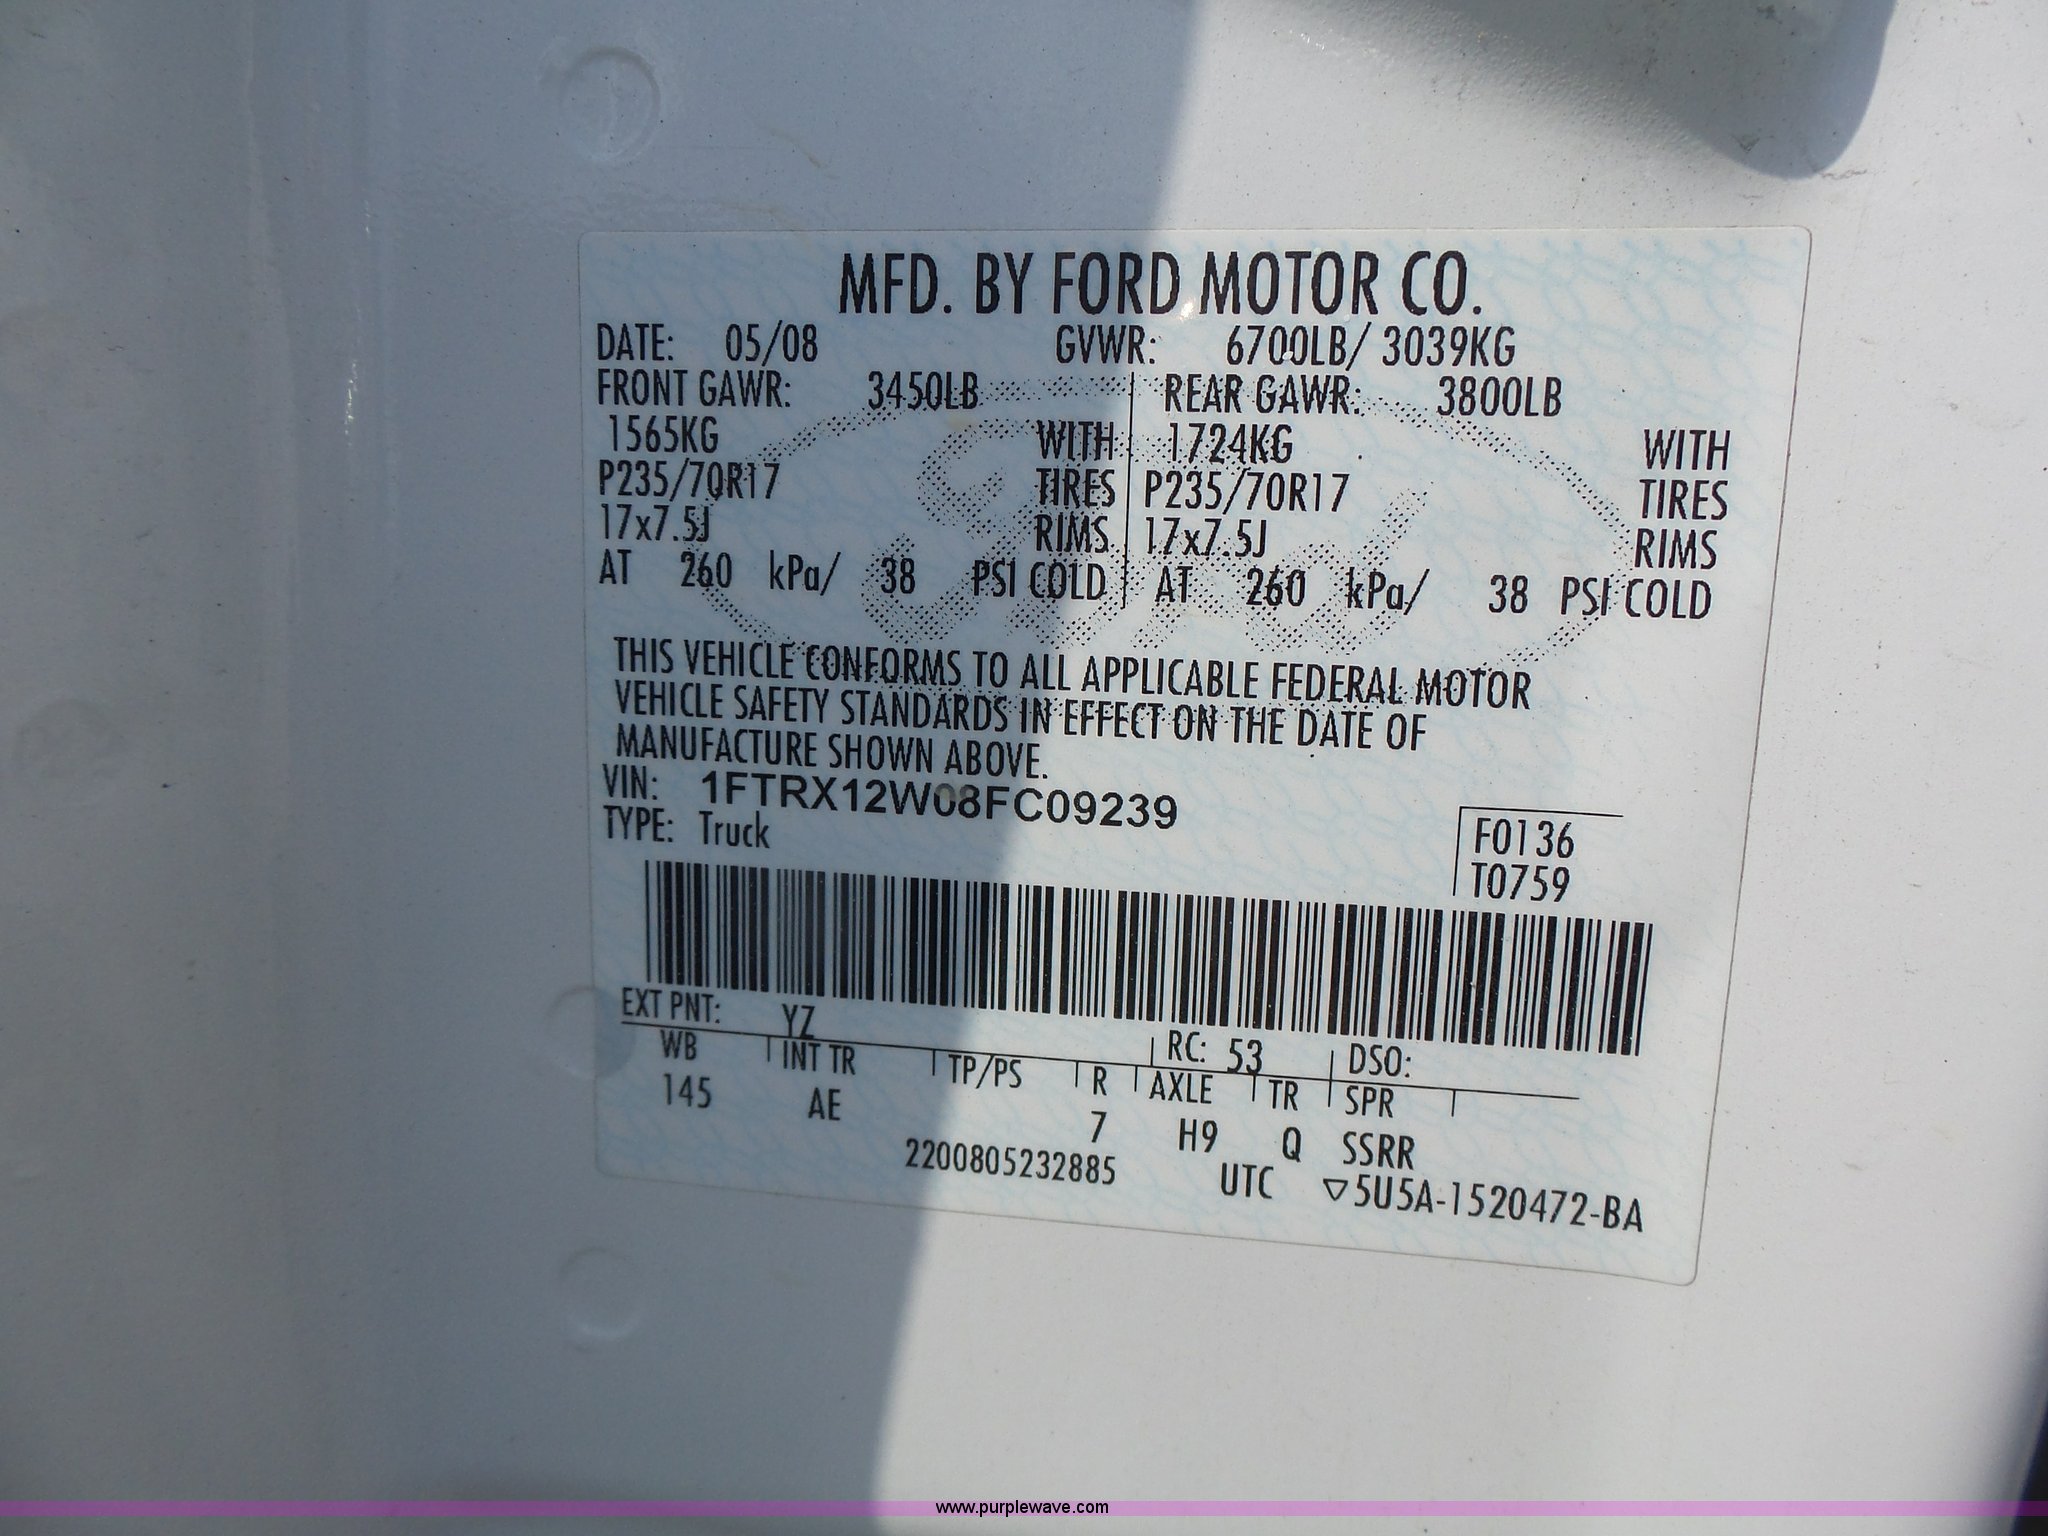 MFD. BY FORD MOTOR CO.
DATE: 05/08 GVWR: 6700LB/ 3039KG
FRONT GAWR: 3450LB REAR GAWR: 3800LB
1565KG WITH 1724KG WITH
P235/70R17 TIRES P235/70R17 TIRES
17x7.5J RIMS 17x7.5J RIMS
AT 260 kPa/ 38 PSI COLD AT 260 kPa/ 38 PSI COLD
THIS VEHICLE CONFORMS TO ALL APPLICABLE FEDERAL MOTOR
VEHICLE SAFETY STANDARDS IN EFFECT ON THE DATE OF
MANUFACTURE SHOWN ABOVE.
VIN: 1FTRX12W08FC09239
TYPE: Truck
F0136
T0759
EXT PNT: YZ RC: 53 DSO:
WB INT TR TP/PS R AXLE TR SPR
145 AE 7 H9 Q SSRR
2200805232885 UTC ▽5U5A-1520472-BA
www.purplewave.com